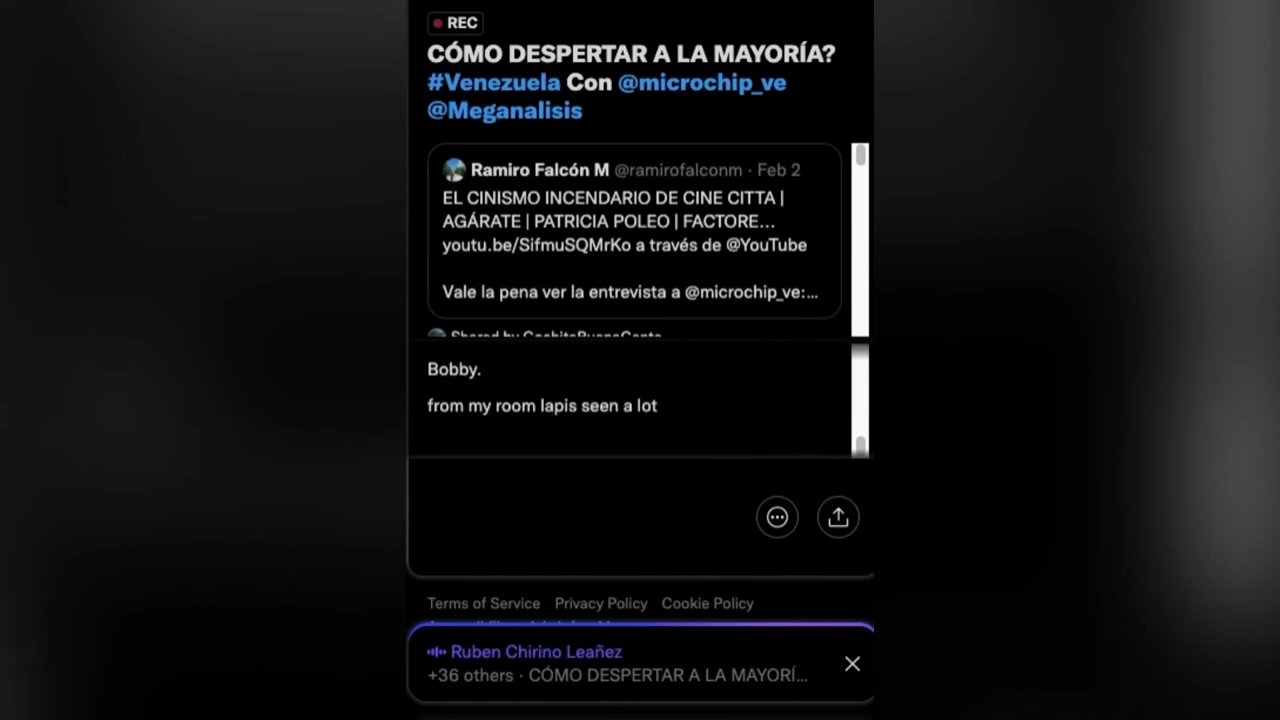 REC
CÓMO DESPERTAR A LA MAYORÍA?
#Venezuela Con @microchip_ve
@Meganalisis
Ramiro Falcón M @ramirofalconm · Feb 2
EL CINISMO INCENDARIO DE CINE CITTA |
AGÁRATE | PATRICIA POLEO | FACTORE...
youtu.be/SifmuSQMrKo a través de @YouTube
Vale la pena ver la entrevista a @microchip_ve:...
Shared by
Bobby.
from my room lapis seen a lot
Terms of Service Privacy Policy Cookie Policy
Ruben Chirino Leañez
+36 others · CÓMO DESPERTAR A LA MAYORÍ...